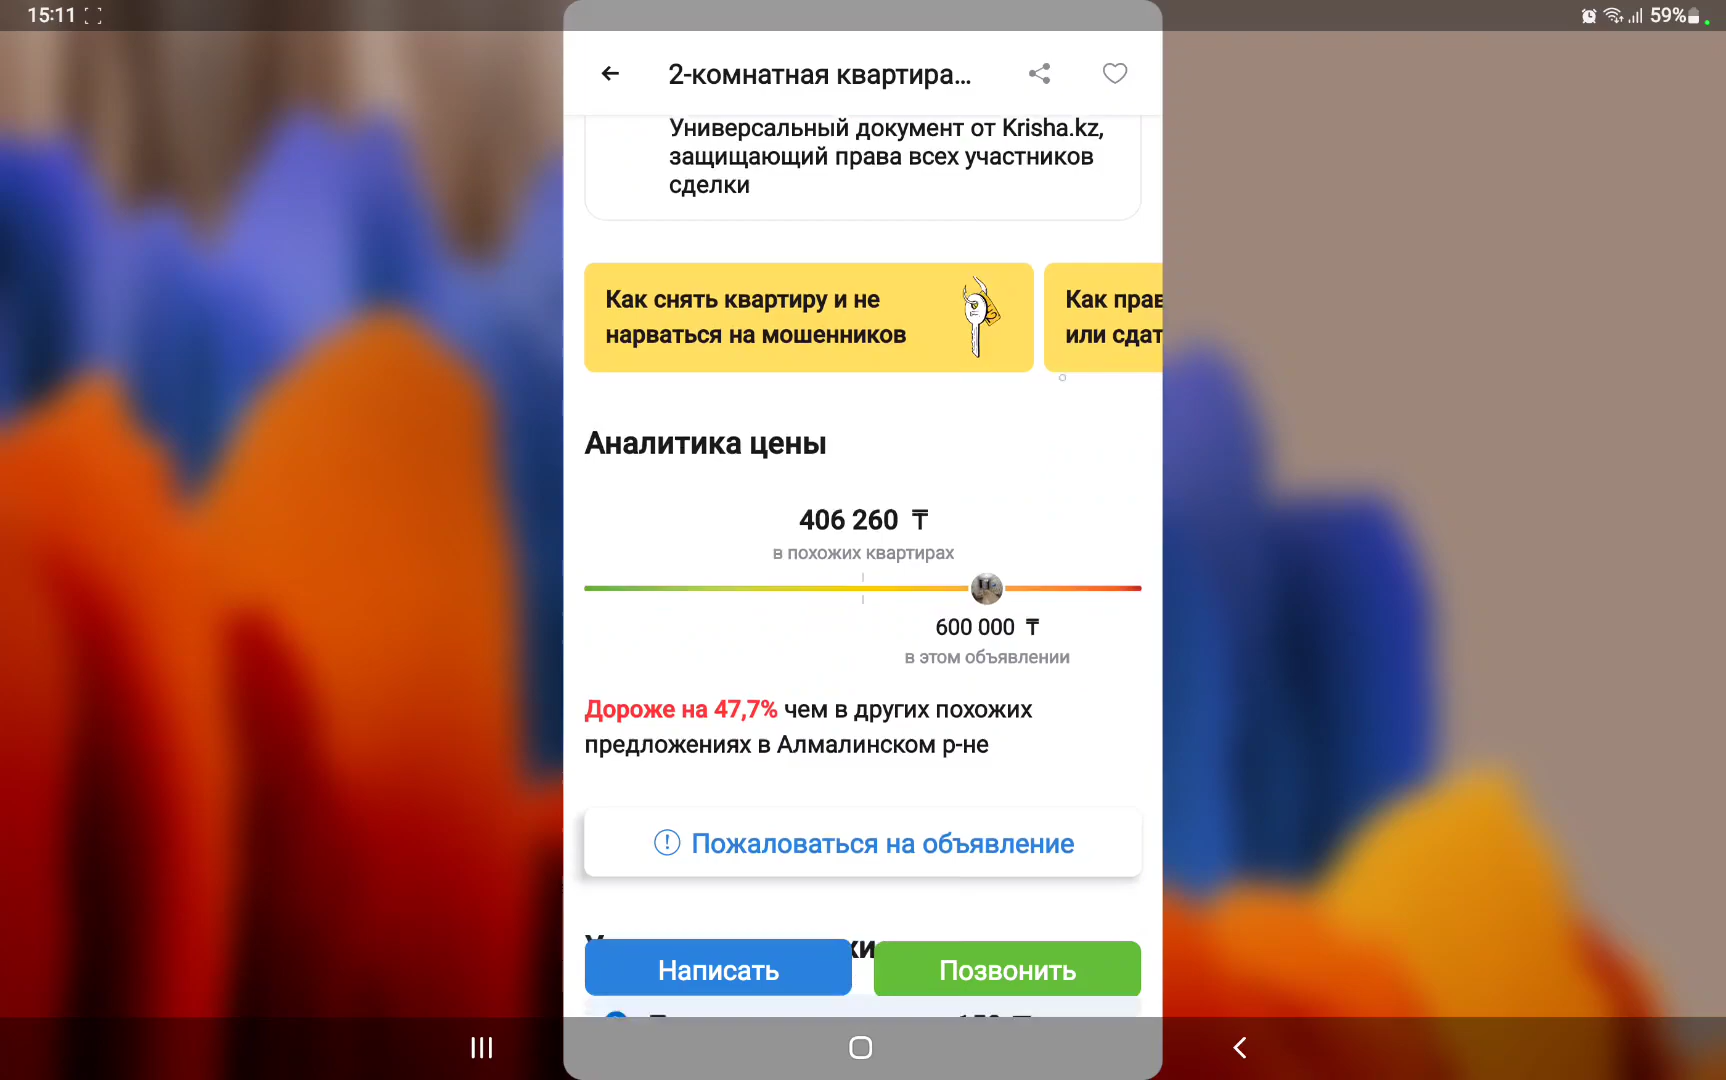 15:11
59%
2-комнатная квартира...
Универсальный документ от Krisha.kz,
защищающий права всех участников
сделки
Как снять квартиру и не
нарваться на мошенников
Как прав
или сдат
Аналитика цены
406 260 ₸
в похожих квартирах
600 000 ₸
в этом объявлении
Дороже на 47,7% чем в других похожих
предложениях в Алмалинском р-не
Пожаловаться на объявление
Написать
Позвонить